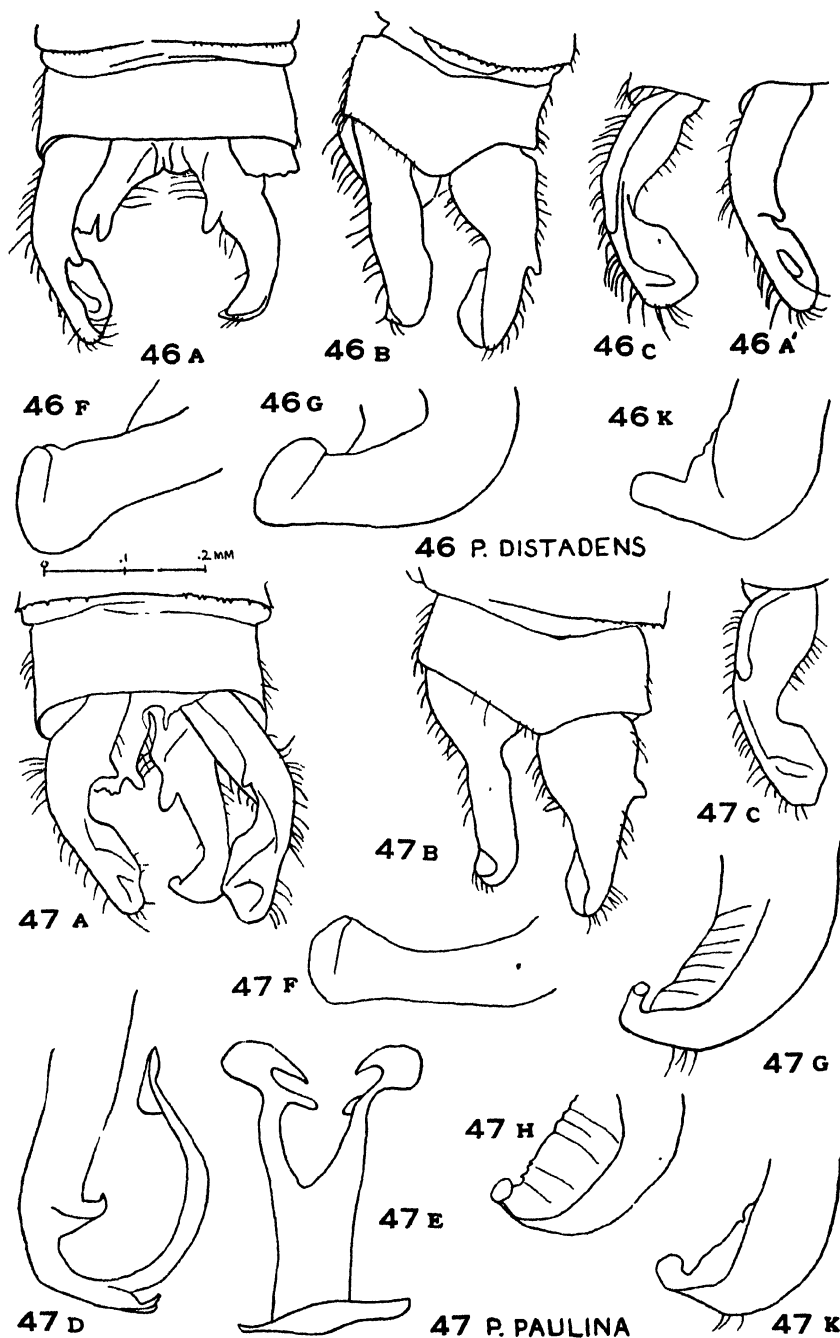 46 A
46 B
46 C
46 A'
46 F
46 G
46 K
46 P. DISTADENS
0 .1 .2 MM
47 A
47 B
47 C
47 F
47 G
47 D
47 E
47 H
47 K
47 P. PAULINA